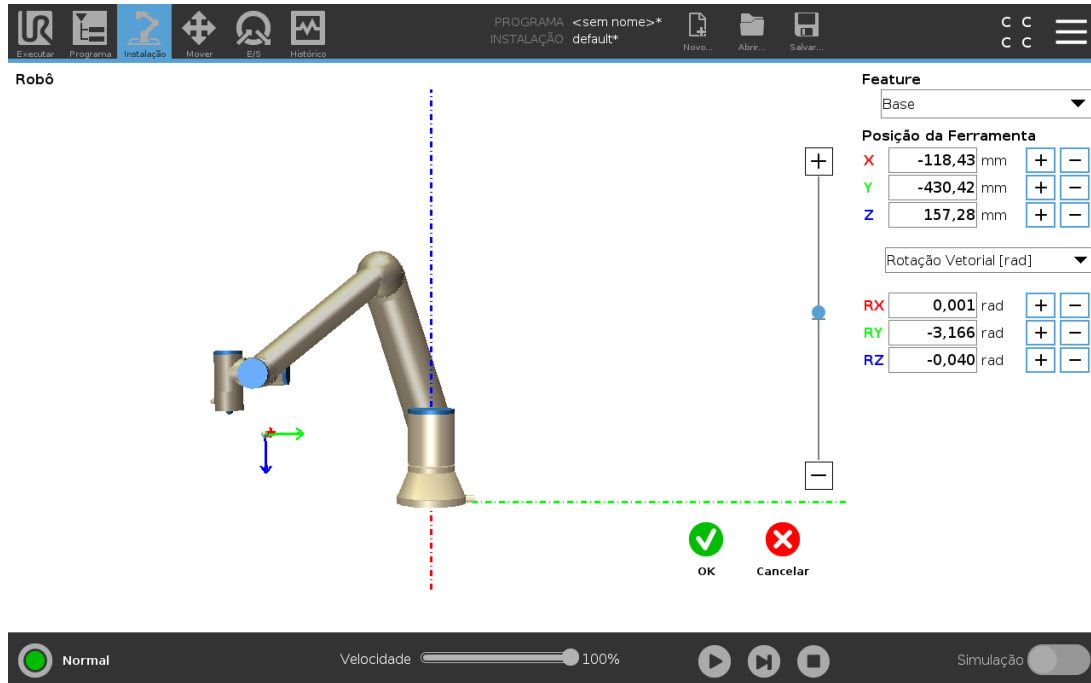 UR
Executar
Programa
Instalação
Mover
E/S
Histórico
PROGRAMA <sem nome>*
INSTALAÇÃO default*
Novo...
Abrir...
Salvar...
C C
C C
Robô
Feature
Base
Posição da Ferramenta
X -118,43 mm + −
Y -430,42 mm + −
Z 157,28 mm + −
Rotação Vetorial [rad]
RX 0,001 rad + −
RY -3,166 rad + −
RZ -0,040 rad + −
+
−
OK
Cancelar
Normal
Velocidade 100%
Simulação